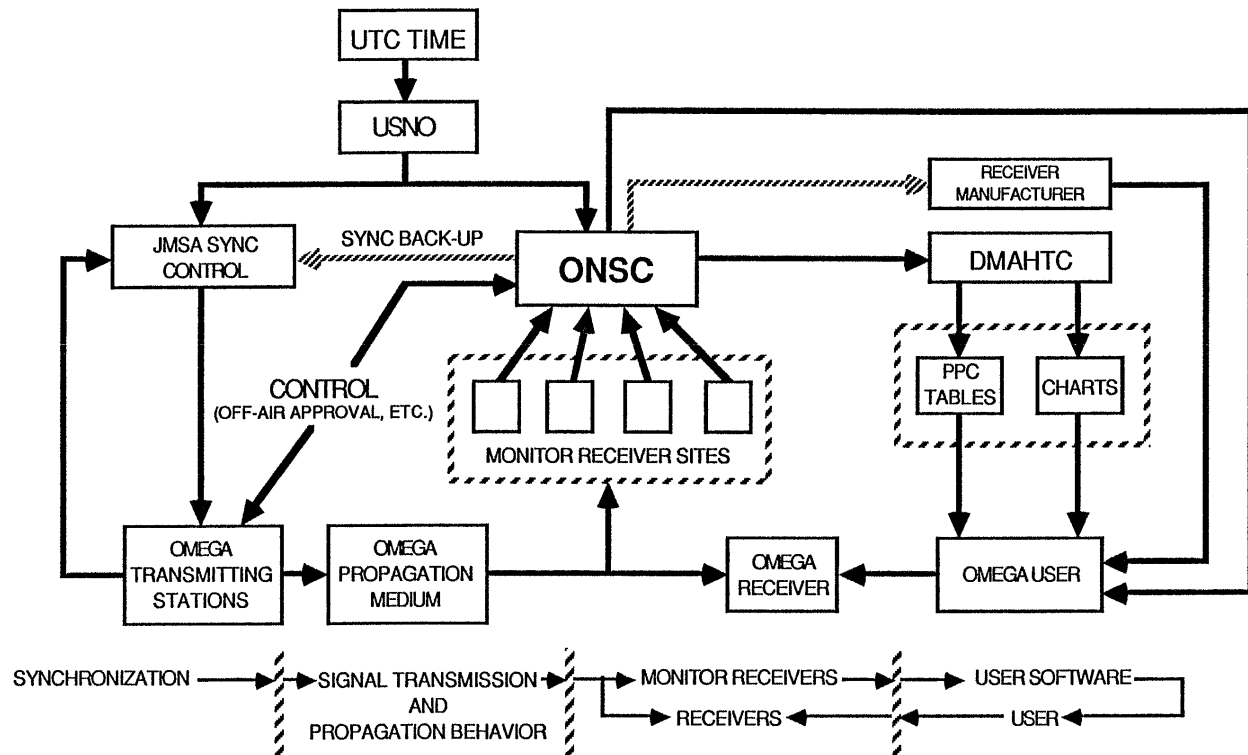 UTC TIME
USNO
RECEIVER
MANUFACTURER
JMSA SYNC
CONTROL
SYNC BACK-UP
ONSC
DMAHTC
PPC
TABLES
CHARTS
CONTROL
(OFF-AIR APPROVAL, ETC.)
MONITOR RECEIVER SITES
OMEGA
TRANSMITTING
STATIONS
OMEGA
PROPAGATION
MEDIUM
OMEGA
RECEIVER
OMEGA USER
SYNCHRONIZATION
SIGNAL TRANSMISSION
AND
PROPAGATION BEHAVIOR
MONITOR RECEIVERS
RECEIVERS
USER SOFTWARE
USER